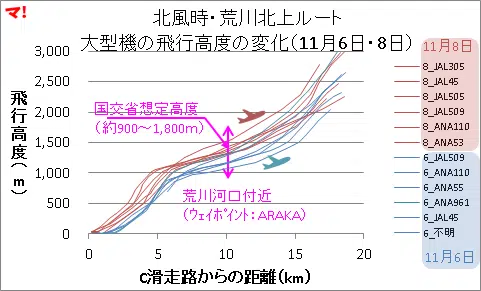 マ!
北風時・荒川北上ルート
大型機の飛行高度の変化(11月6日・8日)
飛行高度(m)
3,000
2,500
2,000
1,500
1,000
500
0
国交省想定高度
(約900～1,800m)
荒川河口付近
(ウェイポイント:ARAKA)
0
5
10
15
20
C滑走路からの距離(km)
11月8日
8_JAL305
8_JAL45
8_JAL505
8_JAL509
8_ANA110
8_ANA53
6_JAL509
6_ANA110
6_ANA55
6_ANA961
6_JAL45
6_不明
11月6日